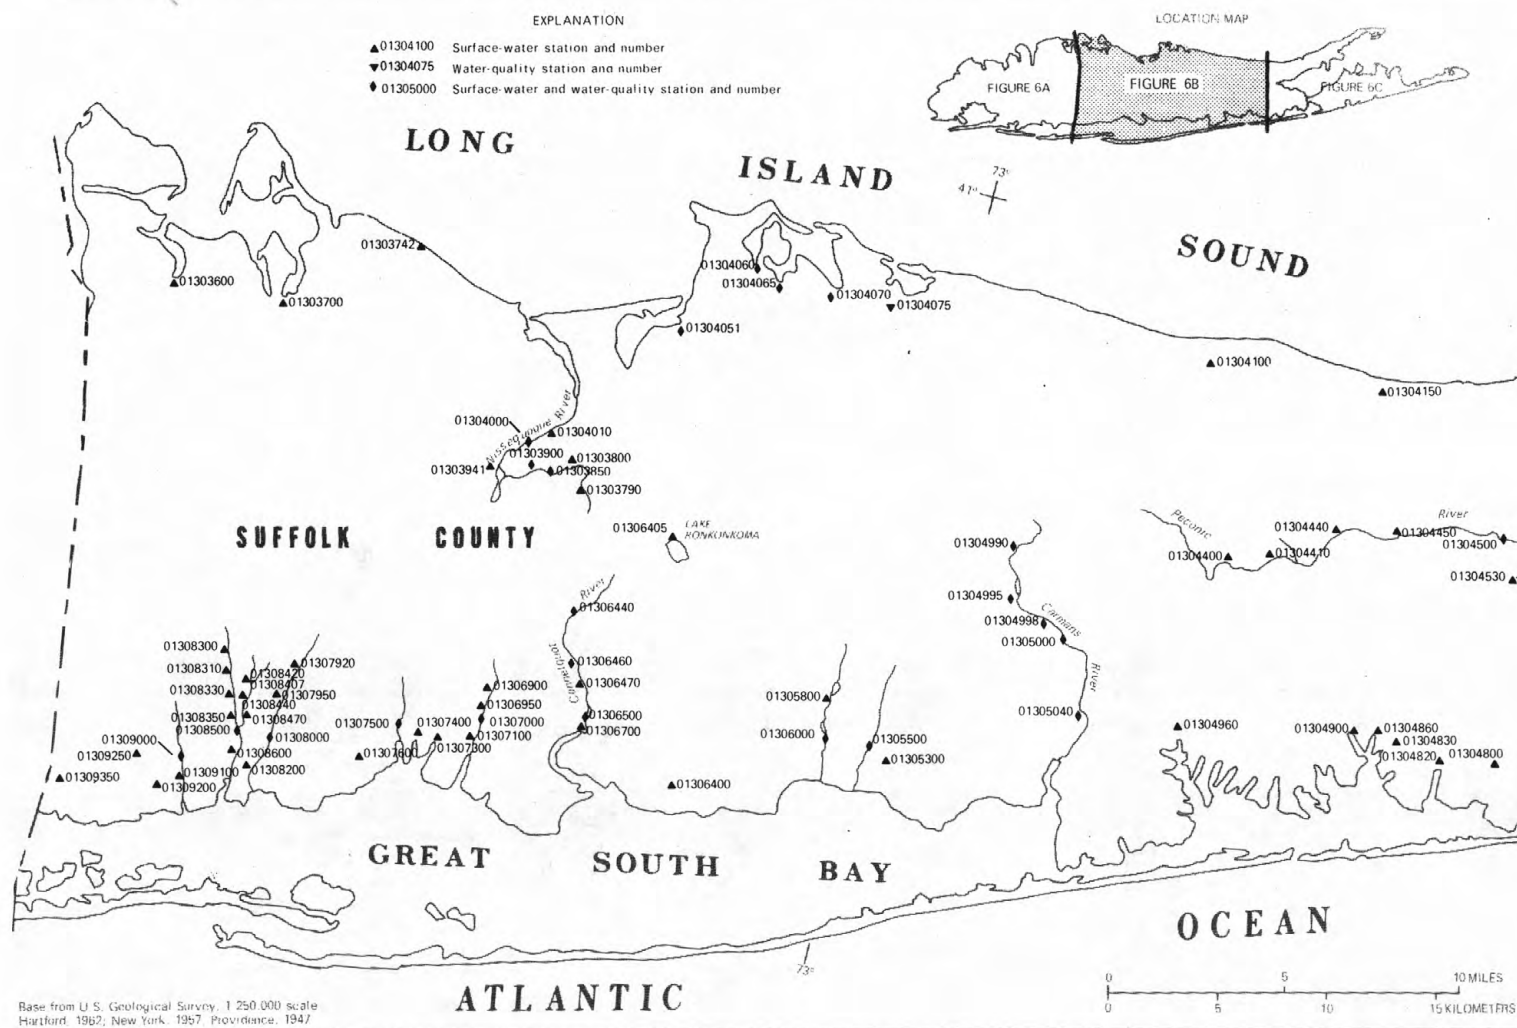 EXPLANATION
▲01304100 Surface-water station and number
▼01304075 Water-quality station and number
♦ 01305000 Surface-water and water-quality station and number
LOCATION MAP
FIGURE 6A
FIGURE 6B
FIGURE 6C
LONG
ISLAND
SOUND
41°
73°
01303742
01303600
01303700
01304060
01304065
01304070
01304075
01304051
01304100
01304150
01304000
Nissequogue River
01304010
01303900
01303800
01303941
01303850
01303790
SUFFOLK COUNTY
01306405
LAKE
RONKONKOMA
Peconic
River
01304440
01304450
01304500
01304400
01304410
01304530
01304990
01304995
01304998
Carmans
01305000
River
01305040
River
01306440
Connetquot
01306460
01306470
01306500
01306700
01308300
01308310
01307920
01308420
01308407
01308330
01307950
01308440
01308350
01308470
01308500
01308000
01309000
01309250
01308600
01309100
01308200
01309350
01309200
01306900
01306950
01307500
01307400
01307000
01307100
01307300
01307600
01306400
01305800
01306000
01305500
01305300
01304960
01304900
01304860
01304830
01304820
01304800
GREAT SOUTH BAY
ATLANTIC
OCEAN
73°
0 5 10 MILES
0 5 10 15 KILOMETERS
Base from U S. Geological Survey, 1 250.000 scale
Hartford, 1962; New York, 1957, Providence, 1947